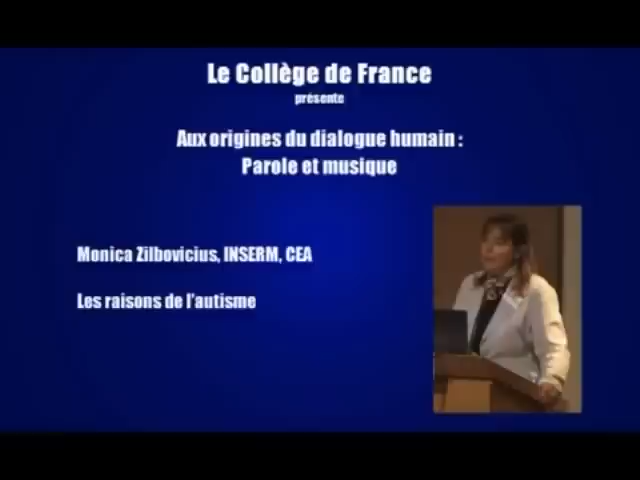 Le Collège de France
présente
Aux origines du dialogue humain :
Parole et musique
Monica Zilbovicius, INSERM, CEA
Les raisons de l'autisme